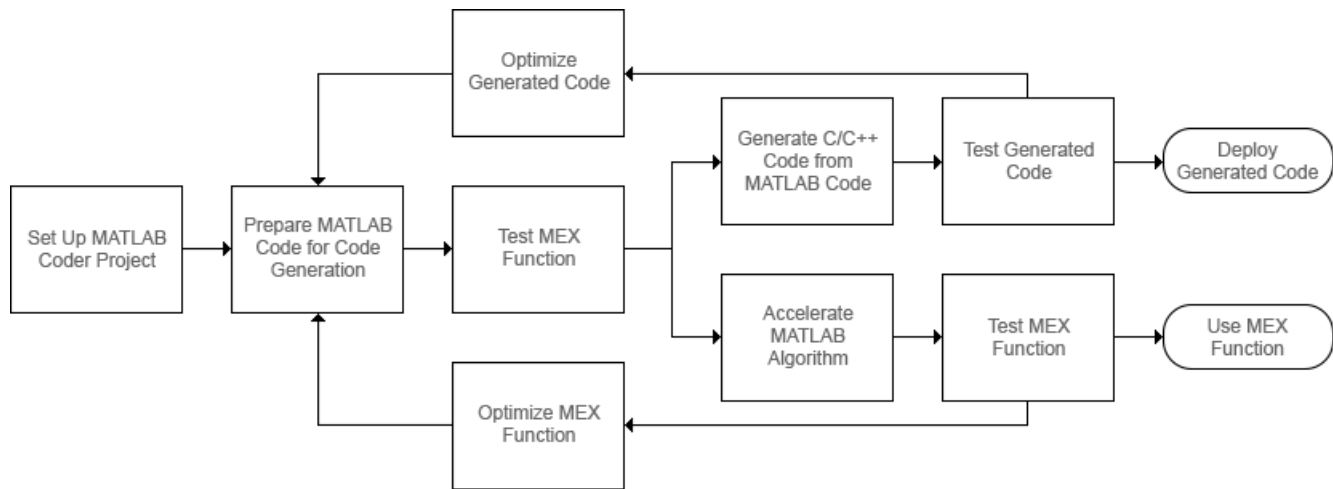 Optimize
Generated Code
Generate C/C++
Code from
MATLAB Code
Test Generated
Code
Deploy
Generated Code
Set Up MATLAB
Coder Project
Prepare MATLAB
Code for Code
Generation
Test MEX
Function
Accelerate
MATLAB
Algorithm
Test MEX
Function
Use MEX
Function
Optimize MEX
Function